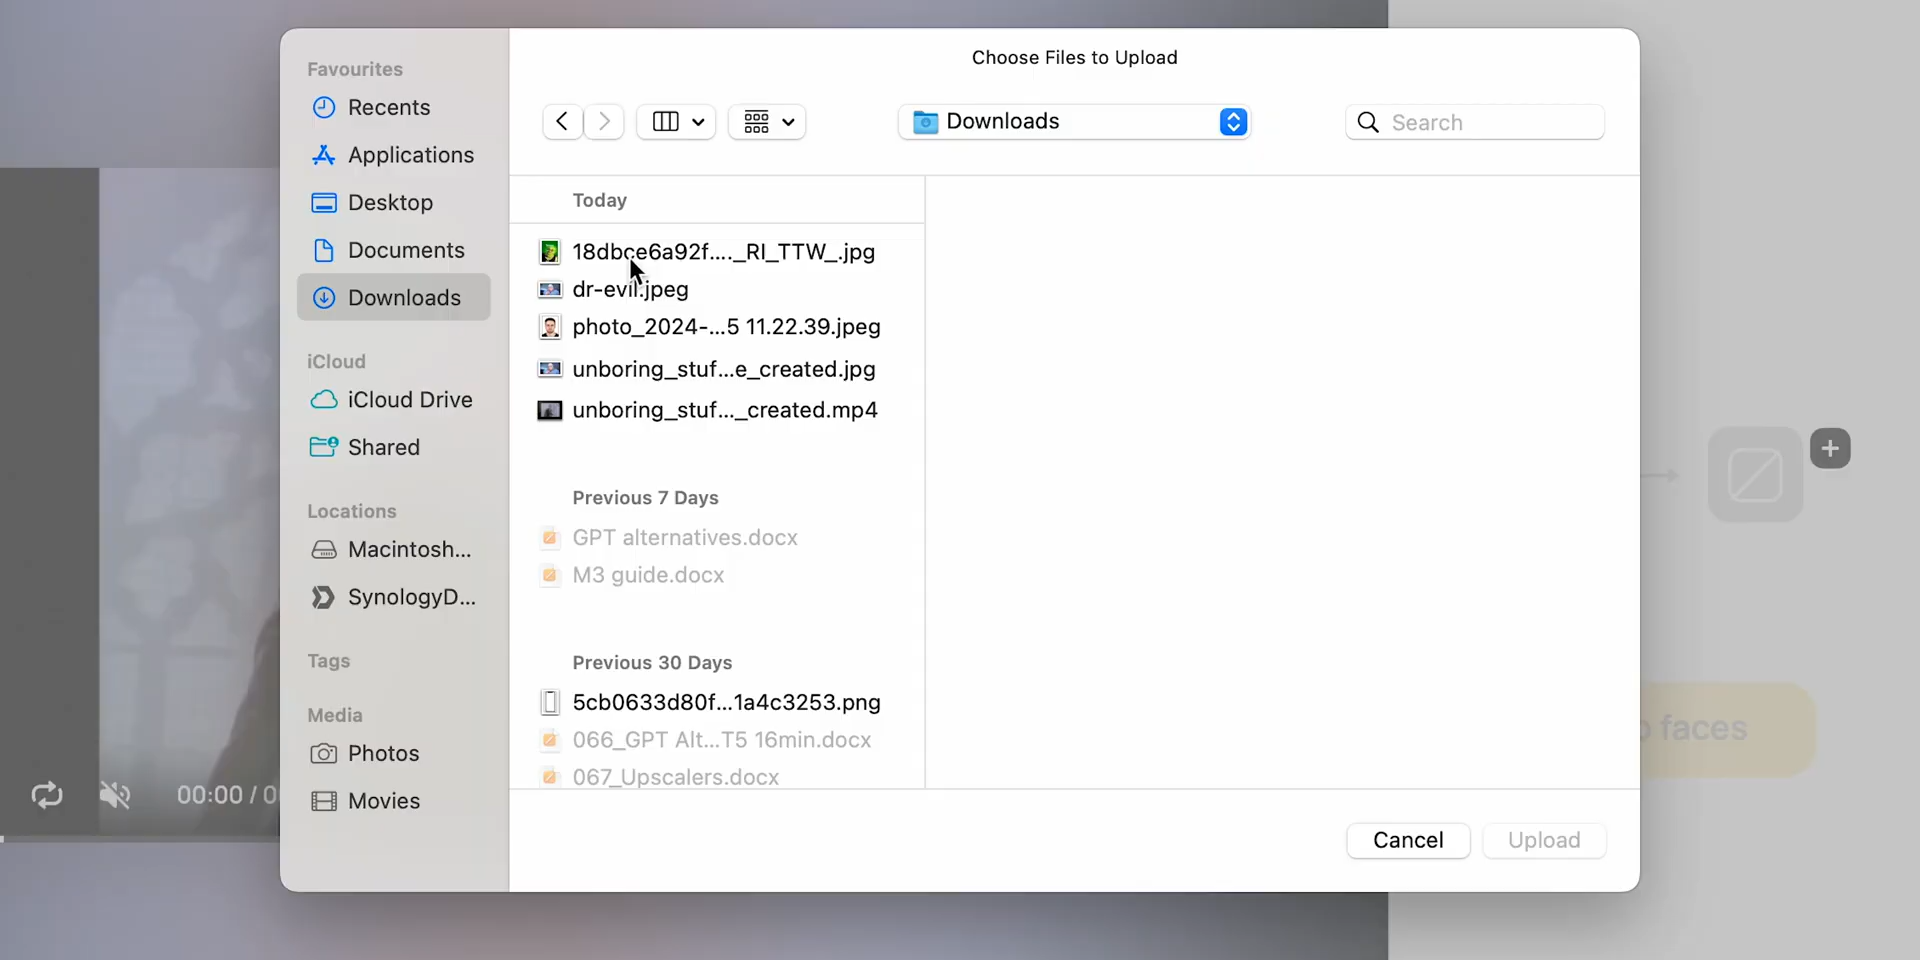 Choose Files to Upload
Favourites
Recents
Applications
Desktop
Documents
Downloads
iCloud
iCloud Drive
Shared
Locations
Macintosh...
SynologyD...
Tags
Media
Photos
Movies
Downloads
Search
Today
18dbce6a92f...._RI_TTW_.jpg
dr-evil.jpeg
photo_2024-...5 11.22.39.jpeg
unboring_stuf...e_created.jpg
unboring_stuf..._created.mp4
Previous 7 Days
GPT alternatives.docx
M3 guide.docx
Previous 30 Days
5cb0633d80f...1a4c3253.png
066_GPT Alt...T5 16min.docx
067_Upscalers.docx
Cancel
Upload
00:00 / 0
faces